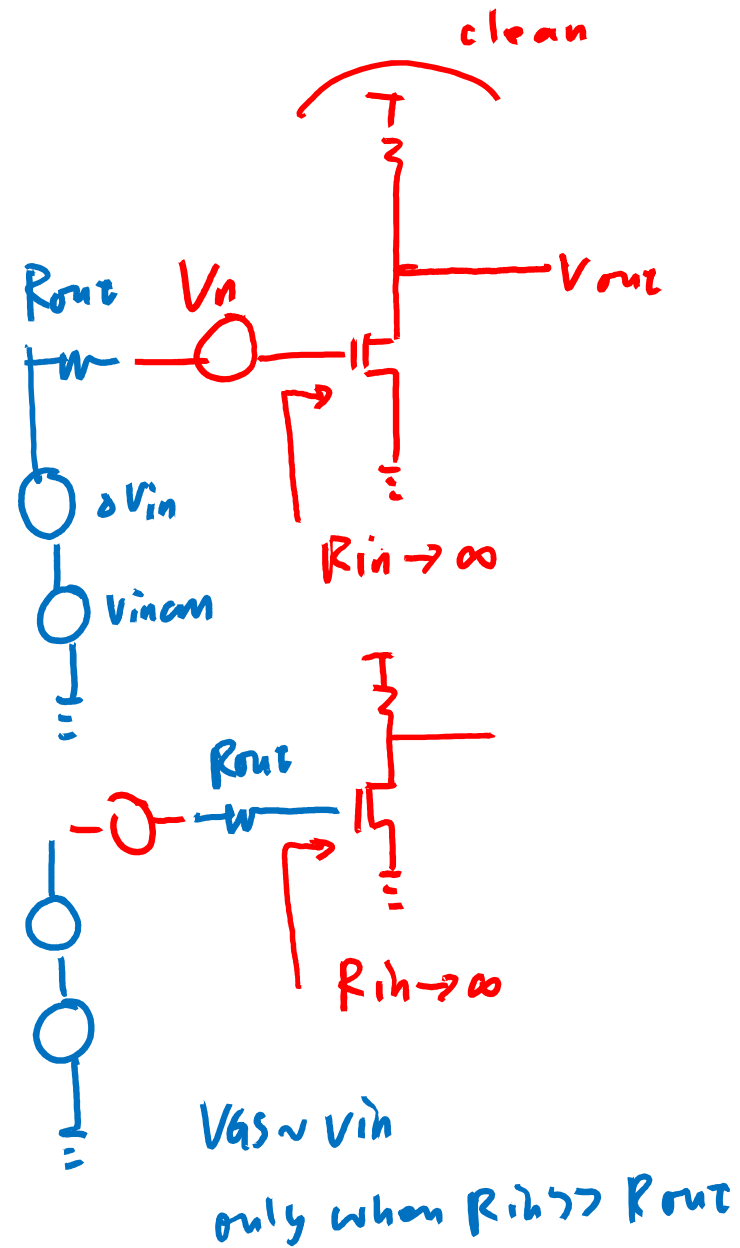 clean
Rout
Vn
Vout
ΔVin
Rin → ∞
Vincm
Rout
Rin → ∞
VGS ~ Vin
only when Rin >> Rout